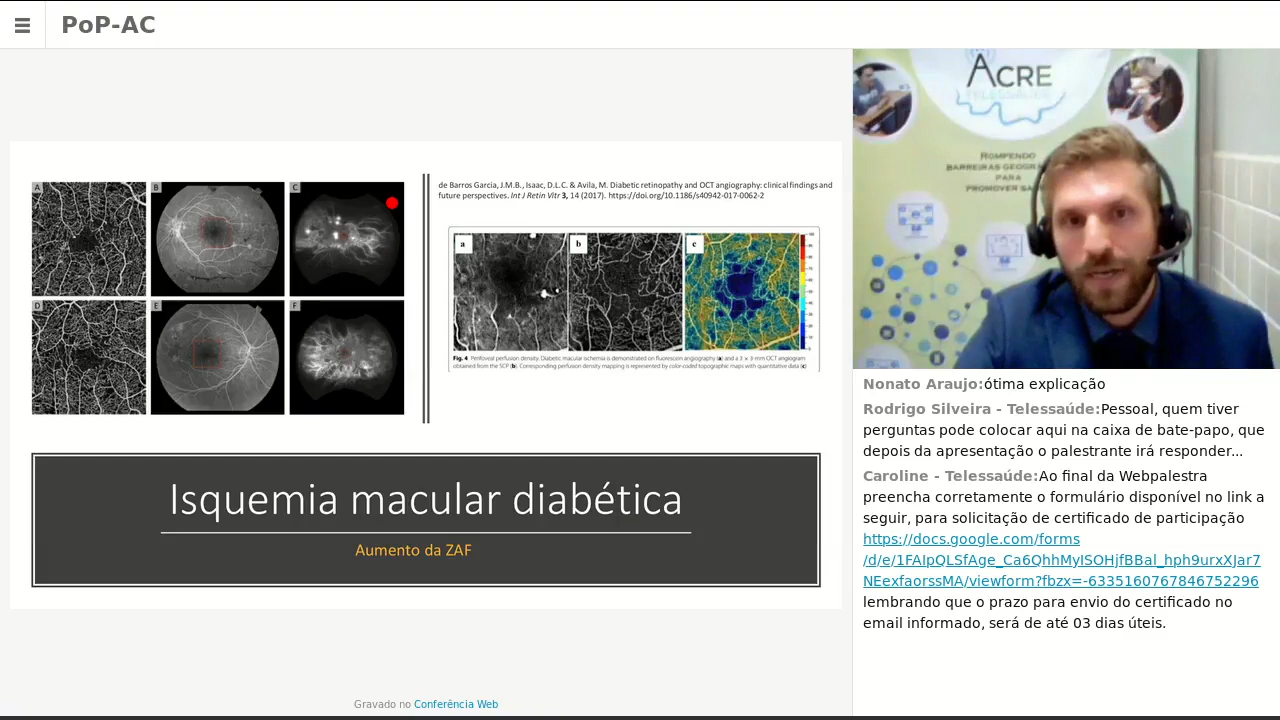 PoP-AC
A
B
C
D
E
F
de Barros Garcia, J.M.B., Isaac, D.L.C. & Avila, M. Diabetic retinopathy and OCT angiography: clinical findings and
future perspectives. Int J Retin Vitr 3, 14 (2017). https://doi.org/10.1186/s40942-017-0062-2
a
b
c
Fig. 4 Perifoveal perfusion density. Diabetic macular ischemia is demonstrated on fluorescein angiography (a) and a 3 × 3 mm OCT angiogram
obtained from the SCP (b). Corresponding perfusion density mapping is represented by color-coded topographic maps with quantitative data (c)
Isquemia macular diabética
Aumento da ZAF
Gravado no Conferência Web
ACRE
TELESSAÚDE
ROMPENDO
BARREIRAS
PARA
PROMOVER
Nonato Araujo:ótima explicação
Rodrigo Silveira - Telessaúde:Pessoal, quem tiver
perguntas pode colocar aqui na caixa de bate-papo, que
depois da apresentação o palestrante irá responder...
Caroline - Telessaúde:Ao final da Webpalestra
preencha corretamente o formulário disponível no link a
seguir, para solicitação de certificado de participação
https://docs.google.com/forms
/d/e/1FAIpQLSfAge_Ca6QhhMyISOHjfBBal_hph9urxXJar7
NEexfaorssMA/viewform?fbzx=-6335160767846752296
lembrando que o prazo para envio do certificado no
email informado, será de até 03 dias úteis.